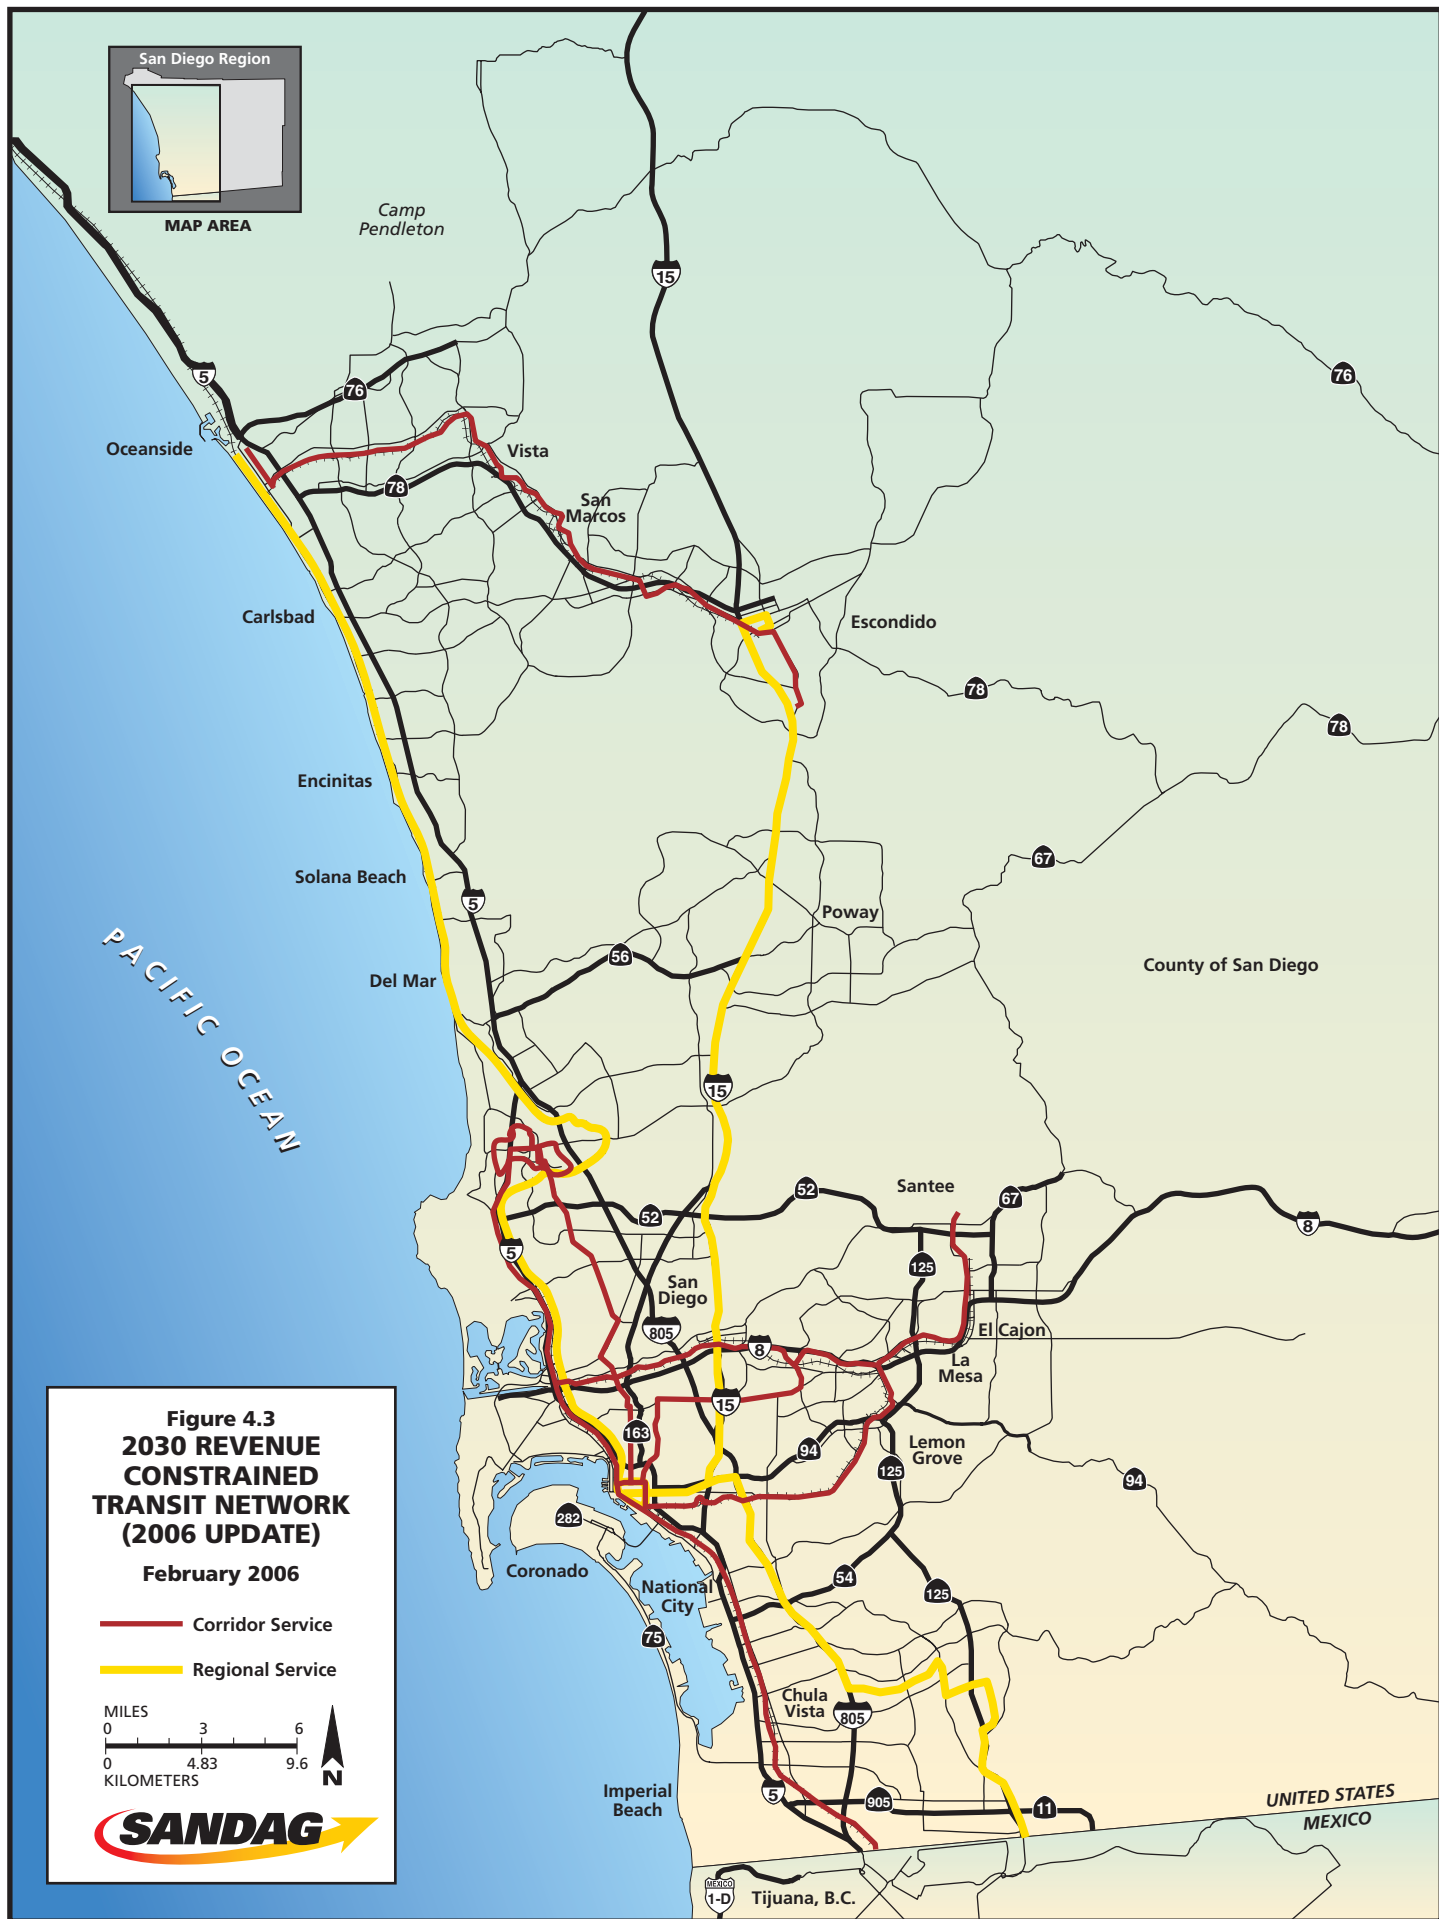 San Diego Region
MAP AREA
Camp
Pendleton
15
5
76
76
Oceanside
Vista
78
San
Marcos
Carlsbad
Escondido
78
78
Encinitas
67
Solana Beach
5
Poway
56
County of San Diego
Del Mar
PACIFIC OCEAN
15
52
Santee
67
52
8
5
125
San
Diego
805
8
El Cajon
La
Mesa
15
163
94
Lemon
Grove
125
94
282
Coronado
National
City
54
125
75
Chula
Vista
805
Imperial
Beach
5
905
11
UNITED STATES
MEXICO
MEXICO
1-D
Tijuana, B.C.
Figure 4.3
2030 REVENUE
CONSTRAINED
TRANSIT NETWORK
(2006 UPDATE)
February 2006
Corridor Service
Regional Service
MILES
0 3 6
0 4.83 9.6
KILOMETERS
N
SANDAG